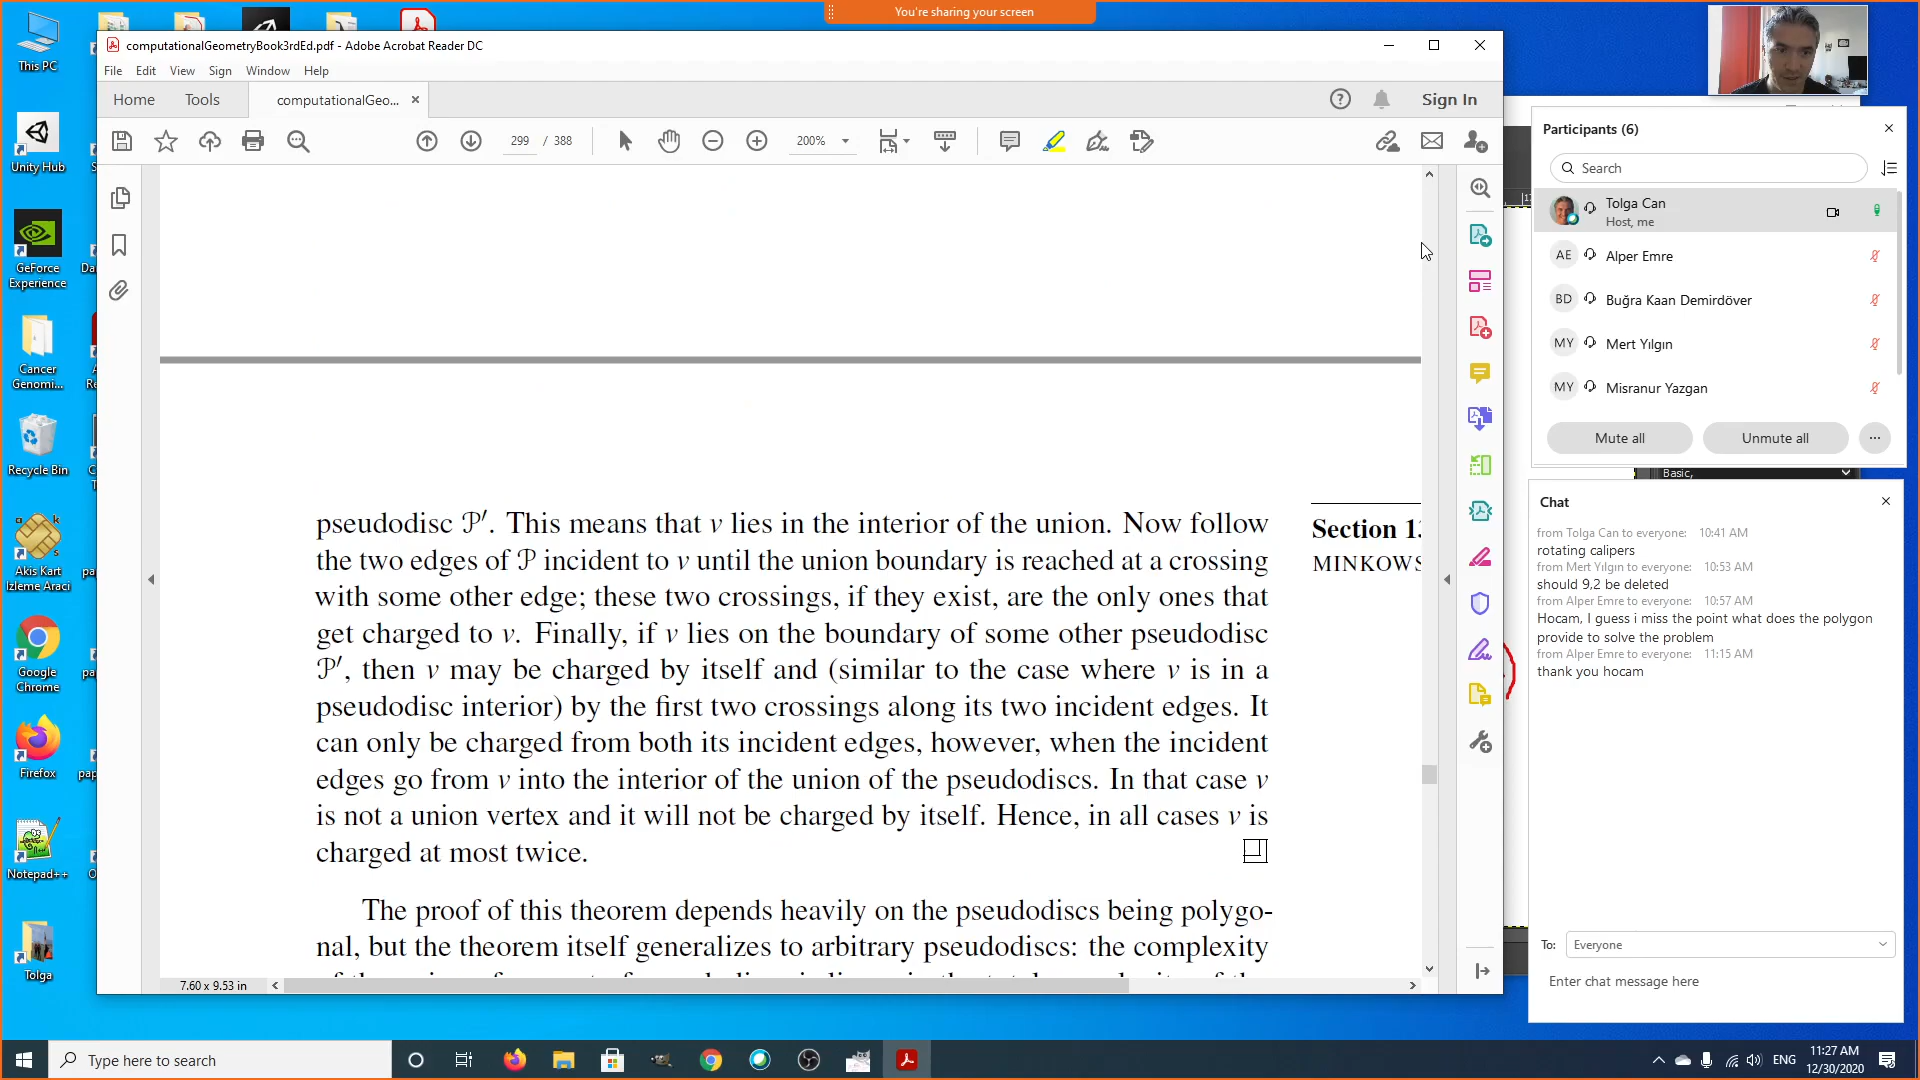 You're sharing your screen
This PC
computationalGeometryBook3rdEd.pdf - Adobe Acrobat Reader DC
File Edit View Sign Window Help
Home Tools computationalGeo... Sign In
299 / 388 200%
Unity Hub
GeForce
Experience
Cancer
Genomi...
Recycle Bin
Akis Kart
İzleme Araci
Google
Chrome
Firefox
Notepad++
Tolga
pseudodisc P′. This means that v lies in the interior of the union. Now follow
the two edges of P incident to v until the union boundary is reached at a crossing
with some other edge; these two crossings, if they exist, are the only ones that
get charged to v. Finally, if v lies on the boundary of some other pseudodisc
P′, then v may be charged by itself and (similar to the case where v is in a
pseudodisc interior) by the first two crossings along its two incident edges. It
can only be charged from both its incident edges, however, when the incident
edges go from v into the interior of the union of the pseudodiscs. In that case v
is not a union vertex and it will not be charged by itself. Hence, in all cases v is
charged at most twice.
The proof of this theorem depends heavily on the pseudodiscs being polygo-
nal, but the theorem itself generalizes to arbitrary pseudodiscs: the complexity
Section 1
MINKOWS
7.60 x 9.53 in
Participants (6)
Search
Tolga Can
Host, me
AE Alper Emre
BD Buğra Kaan Demirdöver
MY Mert Yılgın
MY Misranur Yazgan
Mute all Unmute all ...
Basic,
Chat
from Tolga Can to everyone: 10:41 AM
rotating calipers
from Mert Yılgın to everyone: 10:53 AM
should 9,2 be deleted
from Alper Emre to everyone: 10:57 AM
Hocam, I guess i miss the point what does the polygon
provide to solve the problem
from Alper Emre to everyone: 11:15 AM
thank you hocam
To: Everyone
Enter chat message here
Type here to search
ENG
11:27 AM
12/30/2020